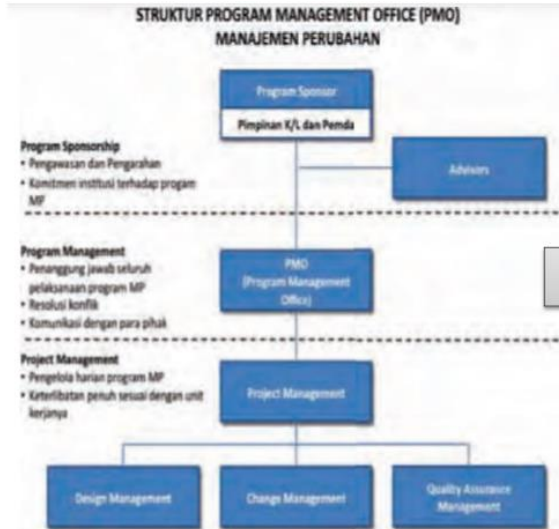 STRUKTUR PROGRAM MANAGEMENT OFFICE (PMO)
MANAJEMEN PERUBAHAN
Program Sponsor
Pimpinan K/L dan Pemda
Program Sponsorship
• Pengawasan dan Pengarahan
• Komitmen institusi terhadap progam
MP
Advisors
Program Management
• Penanggung jawab seluruh
pelaksanaan program MP
• Resolusi konflik
• Komunikasi dengan para pihak
PMO
(Program Management
Office)
Project Management
• Pengelola harian program MP
• Keterlibatan penuh sesuai dengan unit
kerjanya
Project Management
Design Management
Change Management
Quality Assurance
Management